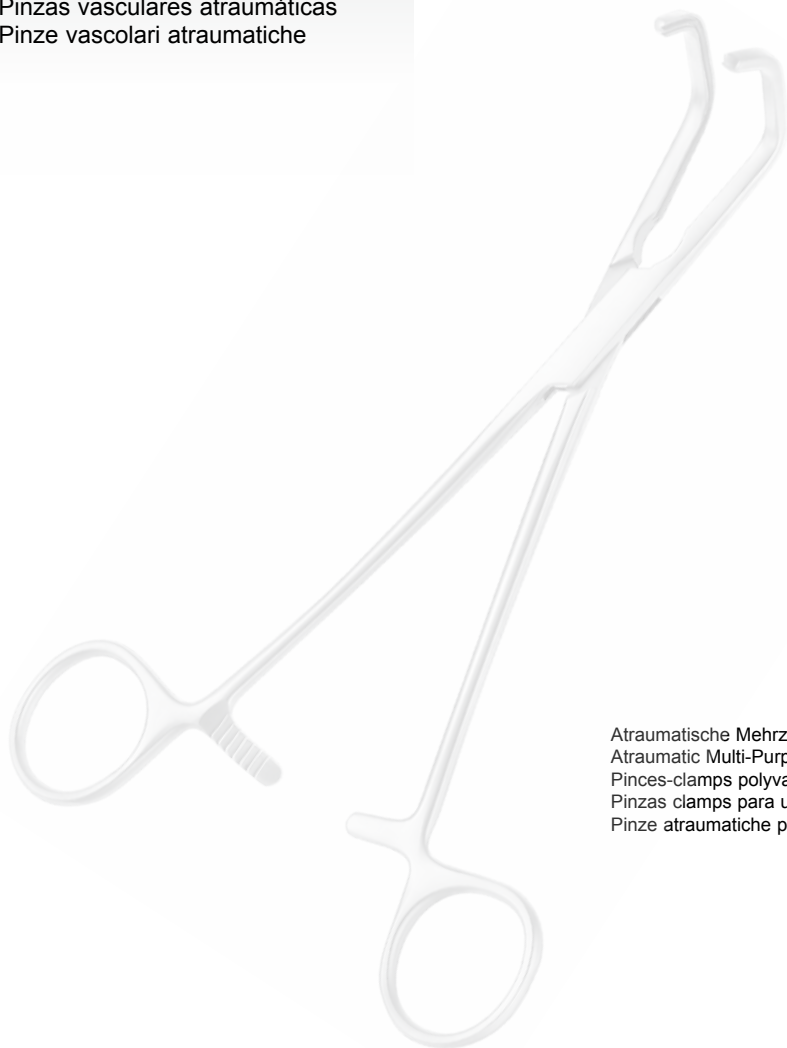 Pinzas vasculares atraumáticas
Pinze vascolari atraumatiche
Atraumatische
Atraumatic
Pinces-clamps
Pinzas clamps para
Pinze atraumatiche